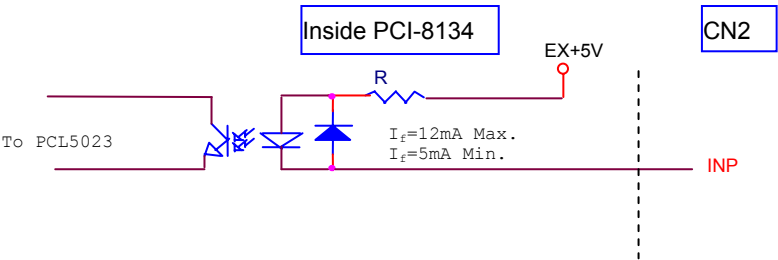 Inside PCI-8134
CN2
EX+5V
R
To PCL5023
If=12mA Max.
If=5mA Min.
INP